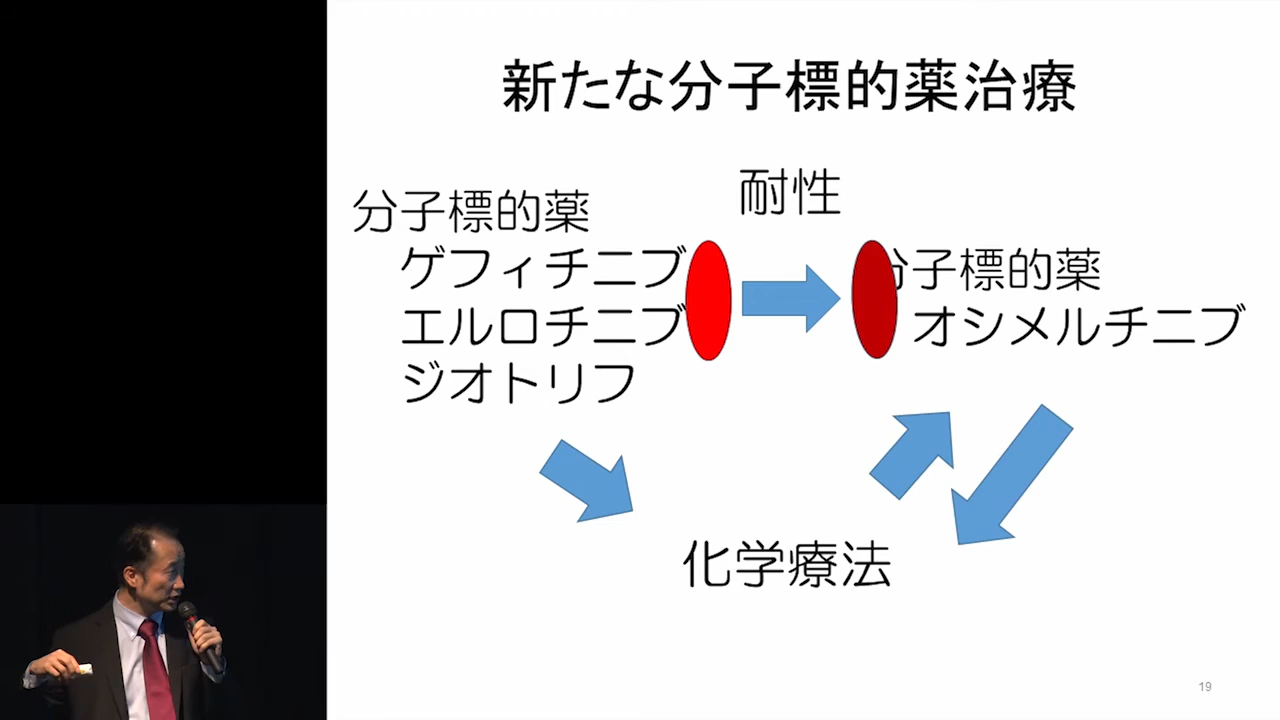 新たな分子標的薬治療
耐性
分子標的薬
ゲフィチニブ
エルロチニブ
ジオトリフ
分子標的薬
オシメルチニブ
化学療法
19